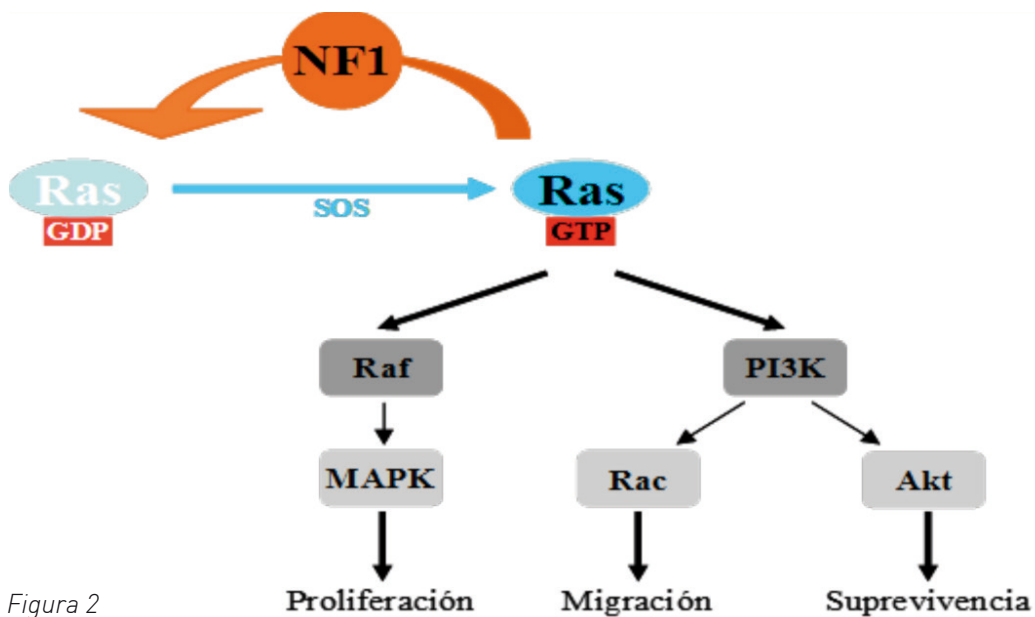 NF1
Ras
GDP
SOS
Ras
GTP
Raf
PI3K
MAPK
Rac
Akt
Figura 2
Proliferación
Migración
Suprevivencia